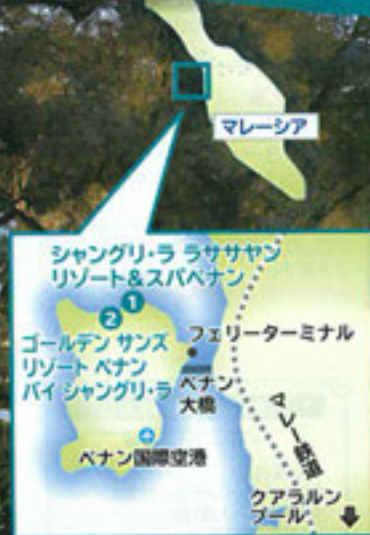 マレーシア
シャングリ・ラ ラササヤン
リゾート&スパペナン
1
2
ゴールデン サンズ
リゾート ペナン
バイ シャングリ・ラ
フェリーターミナル
ペナン
大橋
マレー鉄道
ペナン国際空港
クアラルン
プール